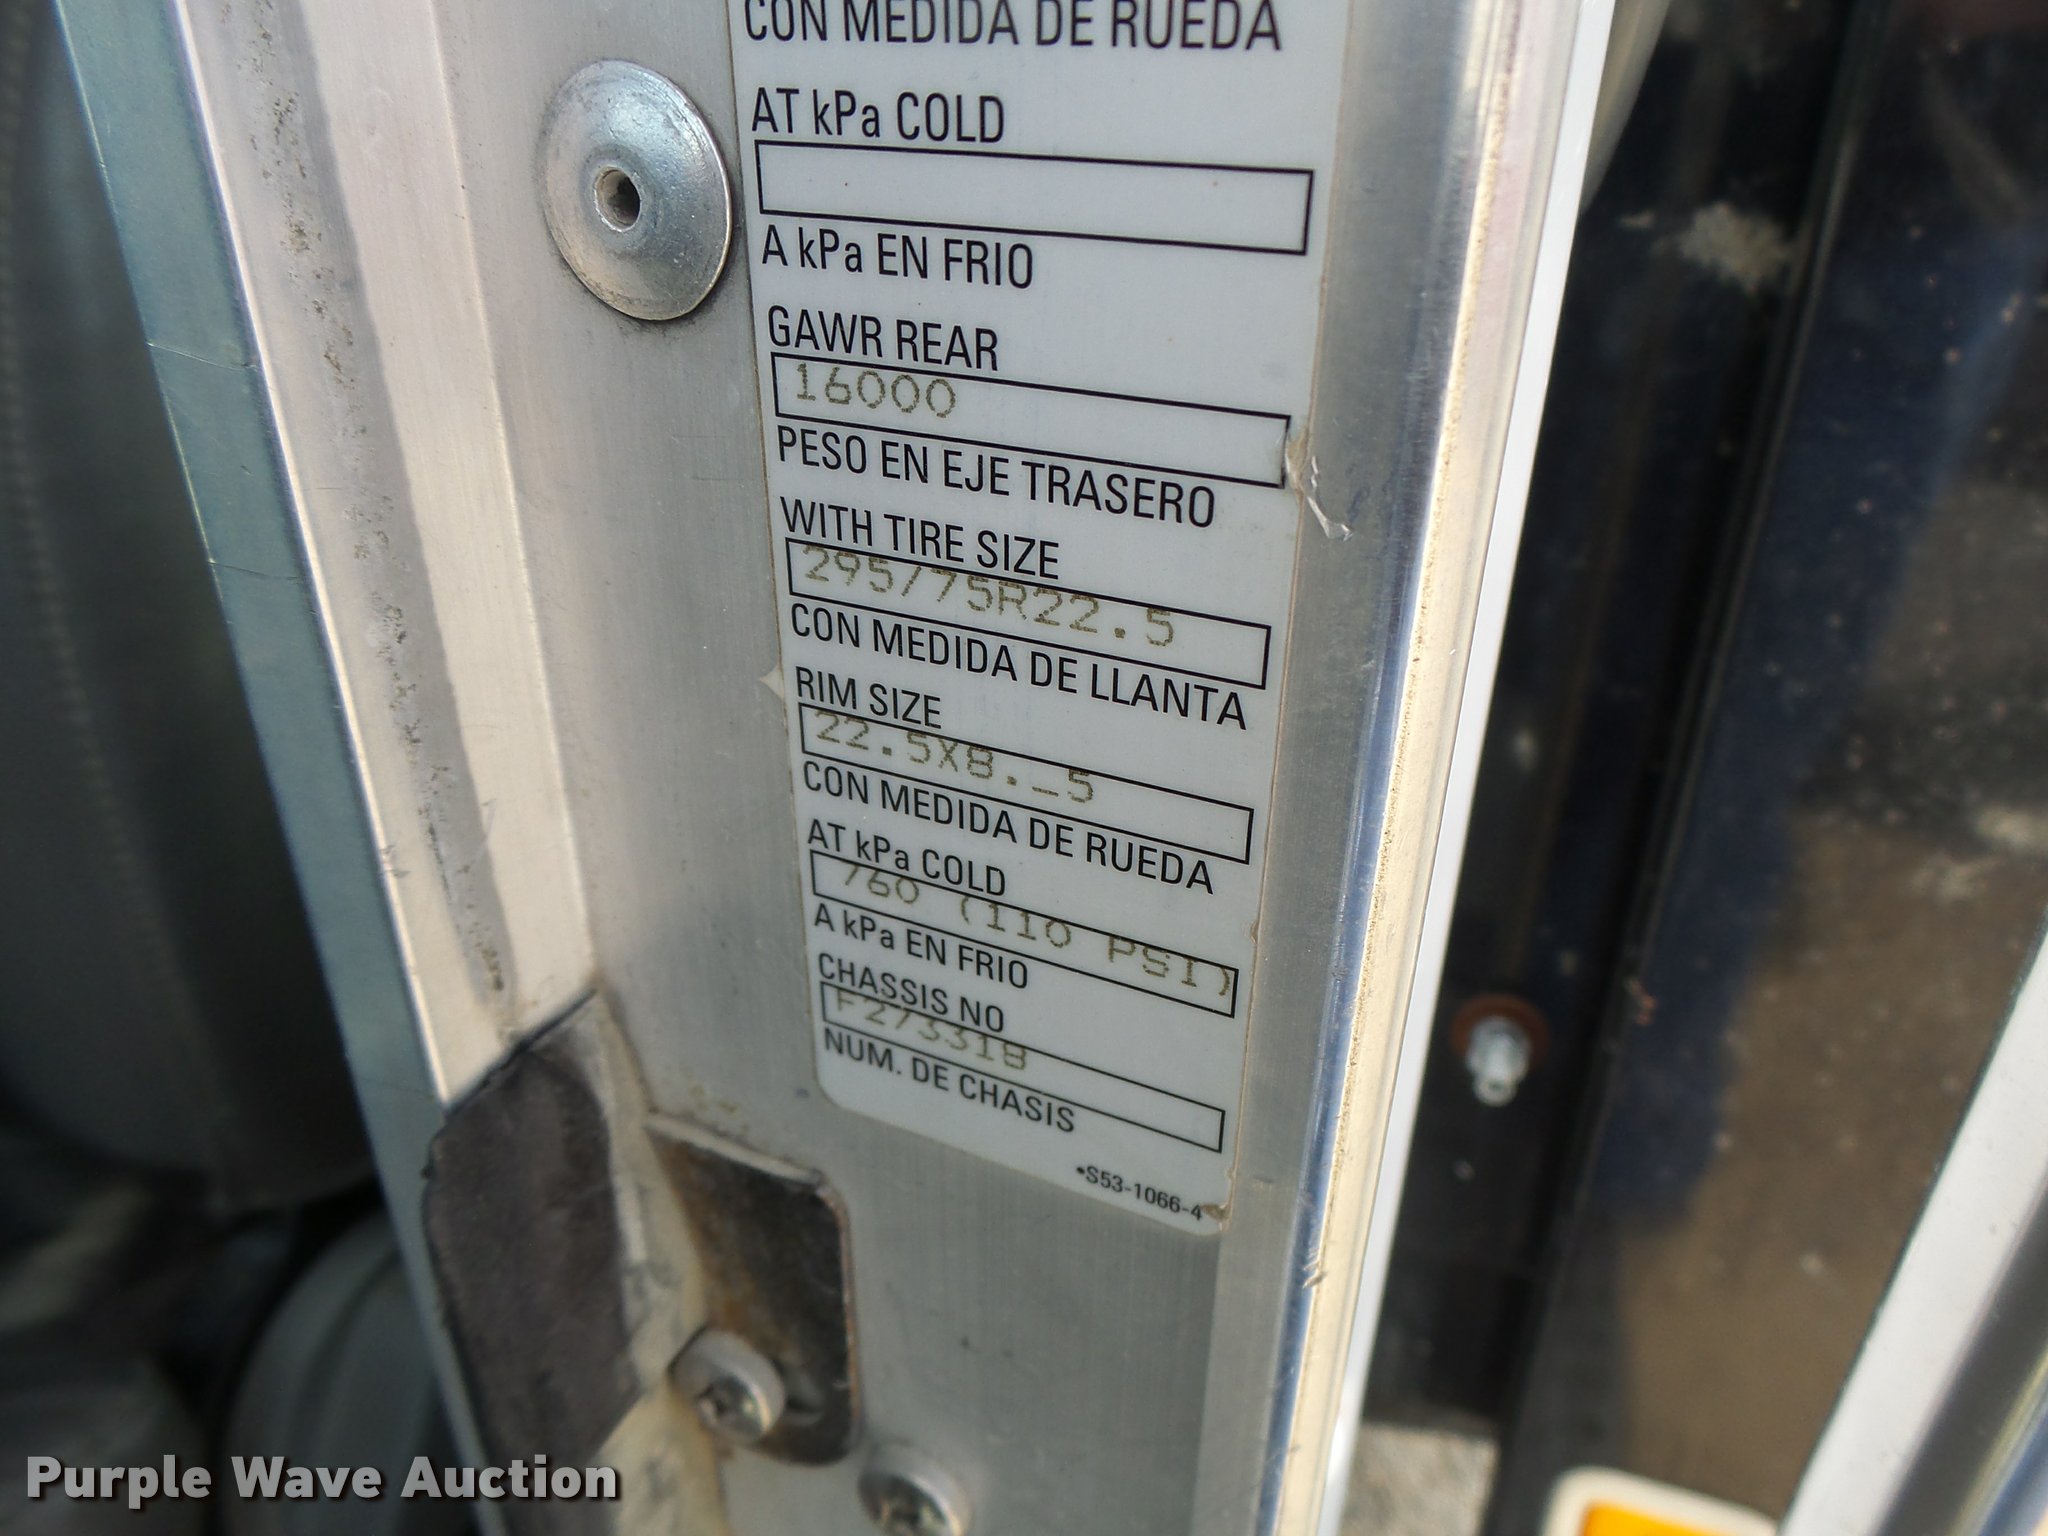 CON MEDIDA DE RUEDA
AT kPa COLD
A kPa EN FRIO
GAWR REAR
16000
PESO EN EJE TRASERO
WITH TIRE SIZE
295/75R22.5
CON MEDIDA DE LLANTA
RIM SIZE
22.5X8._5
CON MEDIDA DE RUEDA
AT kPa COLD
760 (110 PSI)
A kPa EN FRIO
CHASSIS NO
F273318
NUM. DE CHASIS
•S53-1066-4
Purple Wave Auction